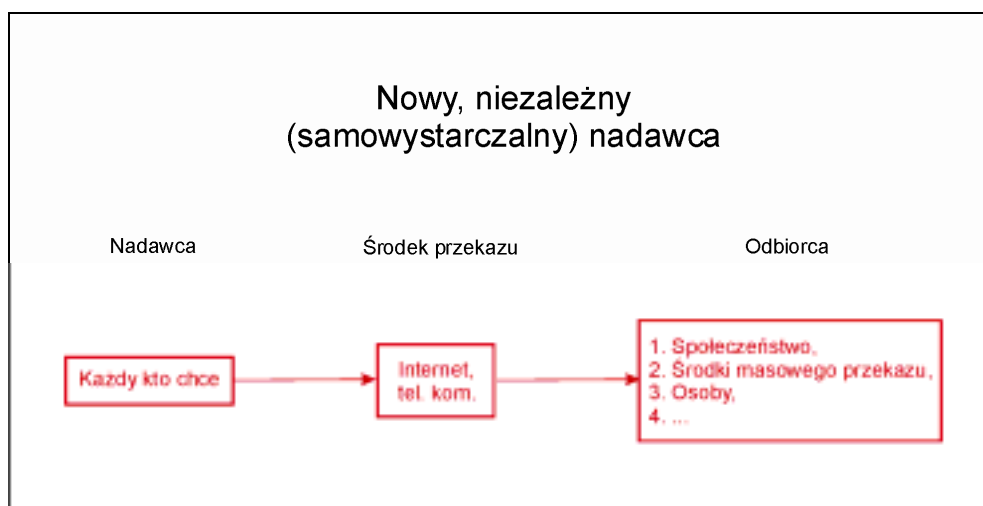 Nowy, niezależny
(samowystarczalny) nadawca
Nadawca
Środek przekazu
Odbiorca
Każdy kto chce
Internet,
tel. kom.
1. Społeczeństwo,
2. Środki masowego przekazu,
3. Osoby,
4. ...